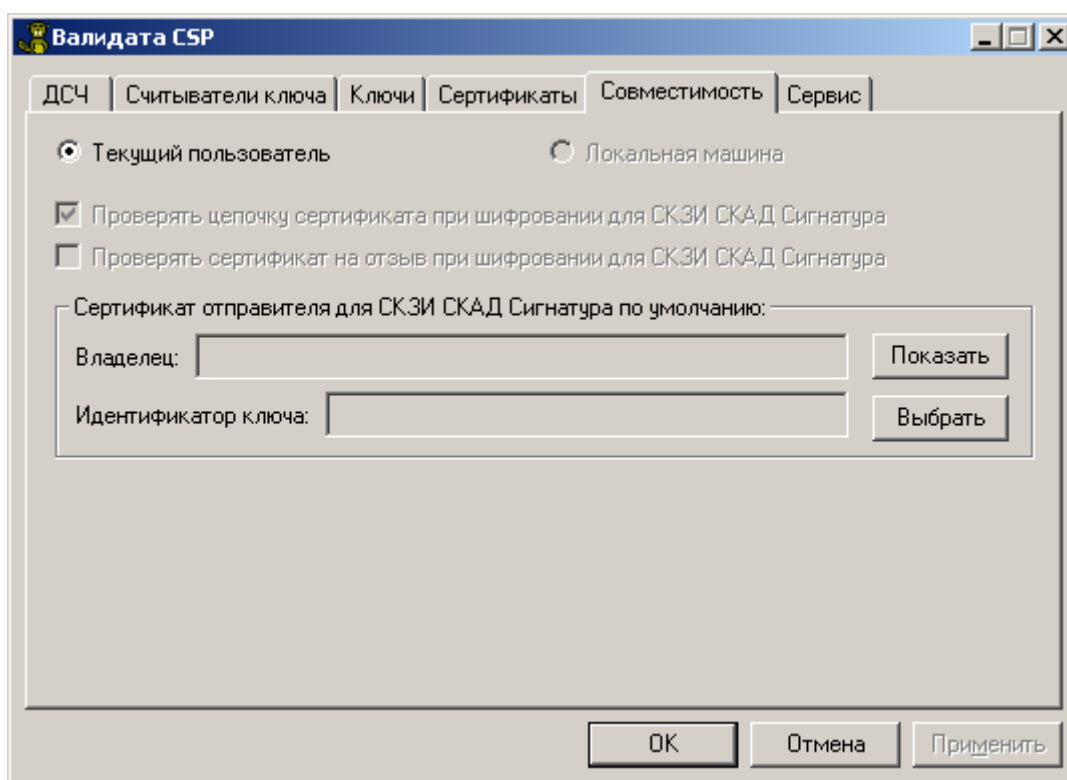 Валидата CSP
ДСЧ Считыватели ключа Ключи Сертификаты Совместимость Сервис
Текущий пользователь Локальная машина
Проверять цепочку сертификата при шифровании для СКЗИ СКАД Сигнатура
Проверять сертификат на отзыв при шифровании для СКЗИ СКАД Сигнатура
Сертификат отправителя для СКЗИ СКАД Сигнатура по умолчанию:
Владелец: Показать
Идентификатор ключа: Выбрать
OK Отмена Применить